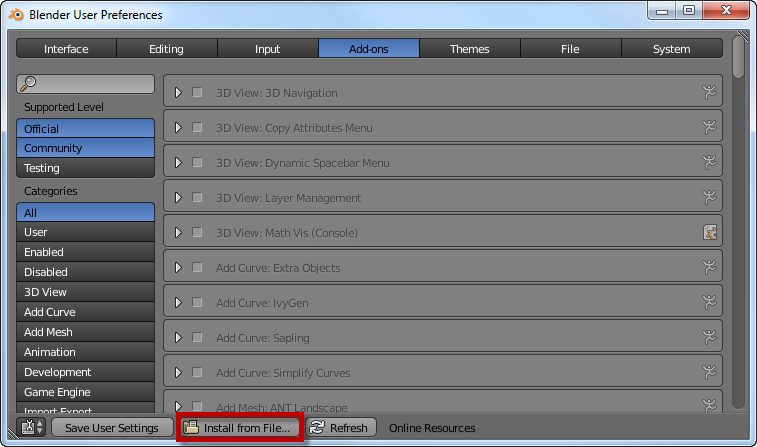 Blender User Preferences
Interface Editing Input Add-ons Themes File System
Supported Level
Official
Community
Testing
Categories
All
User
Enabled
Disabled
3D View
Add Curve
Add Mesh
Animation
Development
Game Engine
Import-Export
3D View: 3D Navigation
3D View: Copy Attributes Menu
3D View: Dynamic Spacebar Menu
3D View: Layer Management
3D View: Math Vis (Console)
Add Curve: Extra Objects
Add Curve: IvyGen
Add Curve: Sapling
Add Curve: Simplify Curves
Add Mesh: ANT Landscape
Save User Settings Install from File... Refresh Online Resources